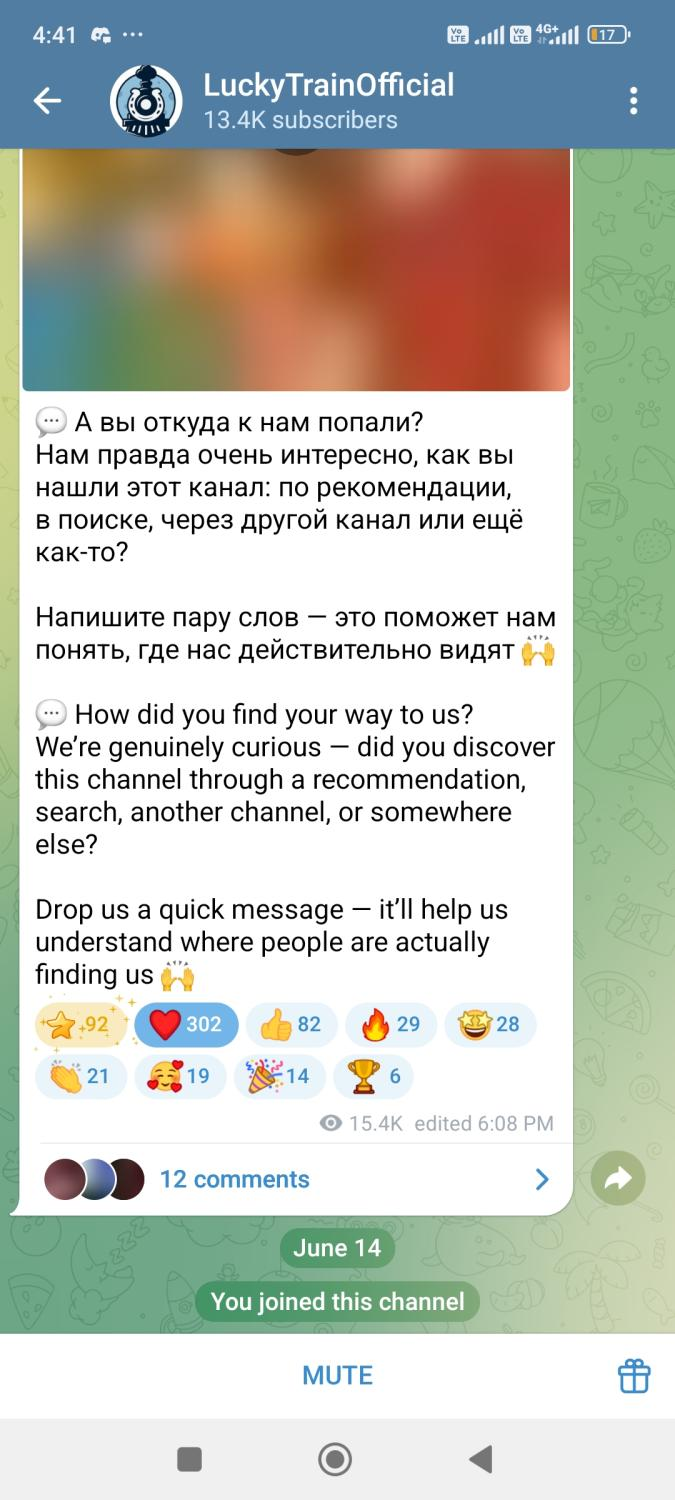 4:41 ... Vo LTE Vo LTE 4G+ 17
LuckyTrainOfficial
13.4K subscribers
💬 А вы откуда к нам попали?
Нам правда очень интересно, как вы
нашли этот канал: по рекомендации,
в поиске, через другой канал или ещё
как-то?
Напишите пару слов — это поможет нам
понять, где нас действительно видят 🙌
💬 How did you find your way to us?
We’re genuinely curious — did you discover
this channel through a recommendation,
search, another channel, or somewhere
else?
Drop us a quick message — it’ll help us
understand where people are actually
finding us 🙌
⭐ 92 ❤️ 302 👍 82 🔥 29 🤩 28
👏 21 🥰 19 🎉 14 🏆 6
15.4K edited 6:08 PM
12 comments
June 14
You joined this channel
MUTE